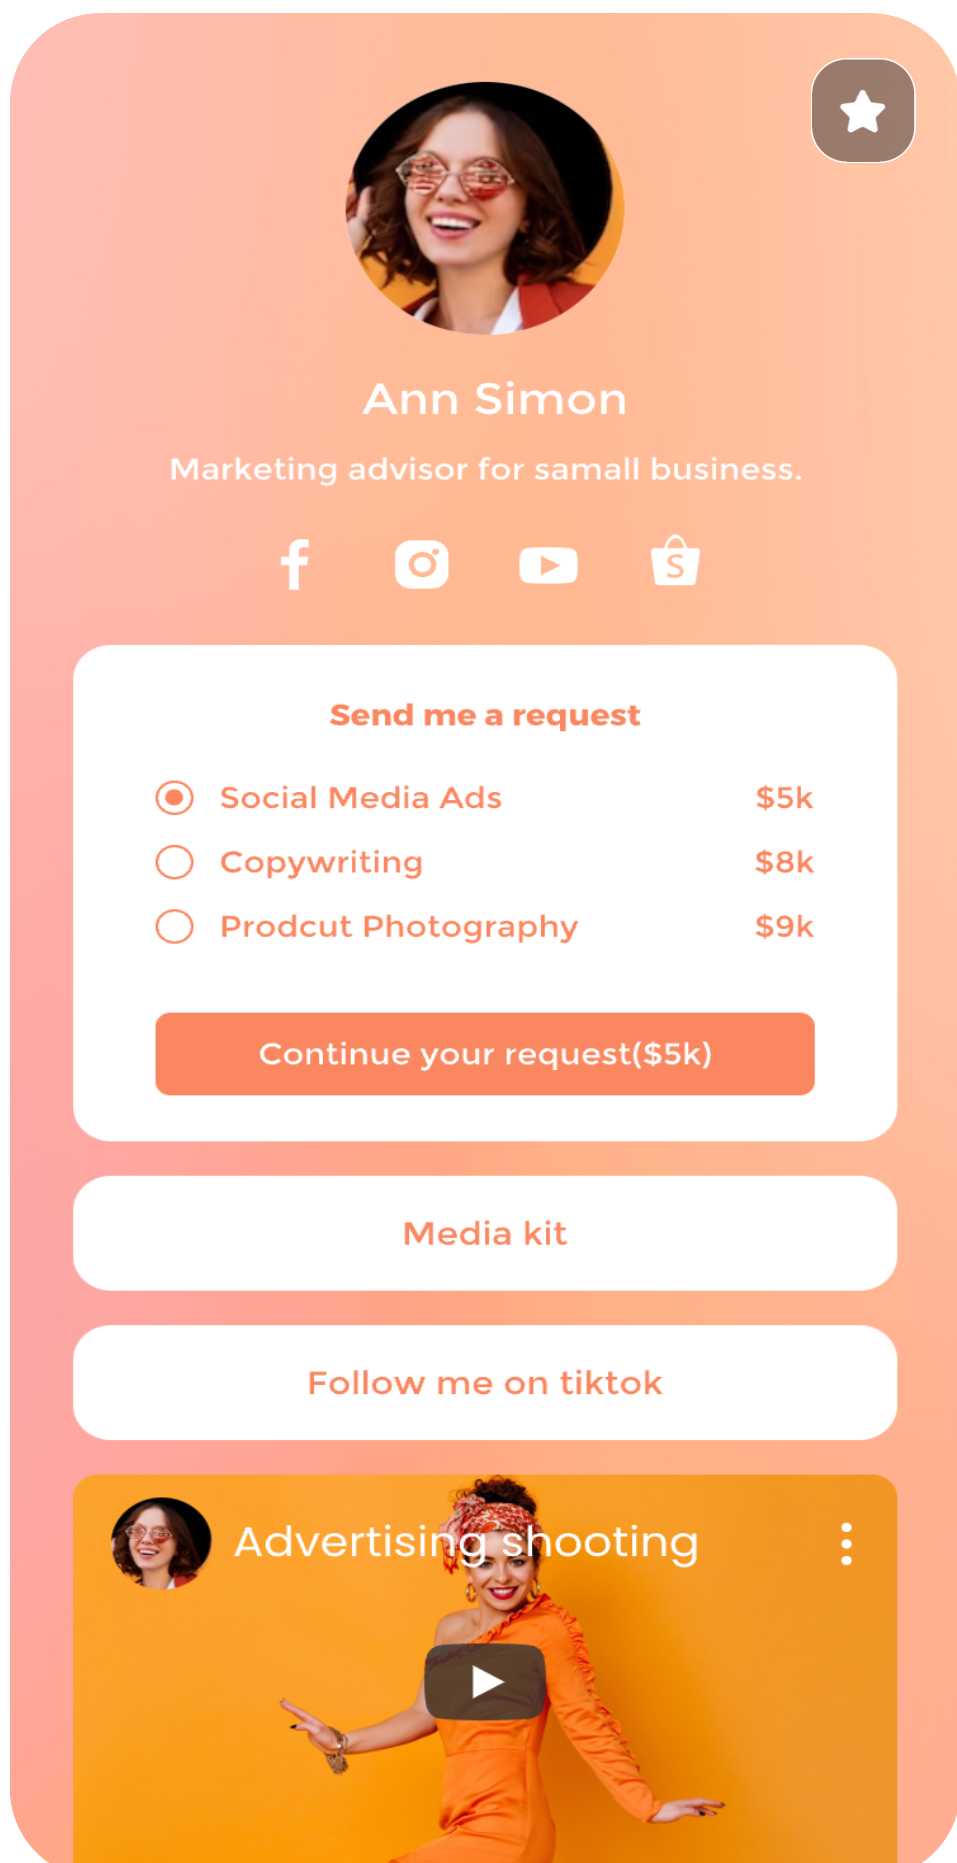 Ann Simon
Marketing advisor for samall business.
S
Send me a request
Social Media Ads $5k
Copywriting $8k
Prodcut Photography $9k
Continue your request($5k)
Media kit
Follow me on tiktok
Advertising shooting